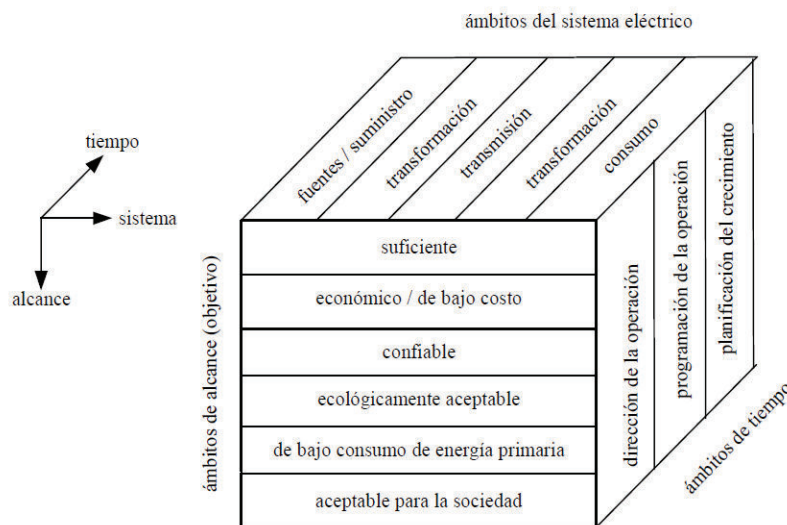 ámbitos del sistema eléctrico
fuentes / suministro
transformación
transmisión
transformación
consumo
tiempo
sistema
alcance
ámbitos de alcance (objetivo)
suficiente
económico / de bajo costo
confiable
ecológicamente aceptable
de bajo consumo de energía primaria
aceptable para la sociedad
dirección de la operación
programación de la operación
planificación del crecimiento
ámbitos de tiempo